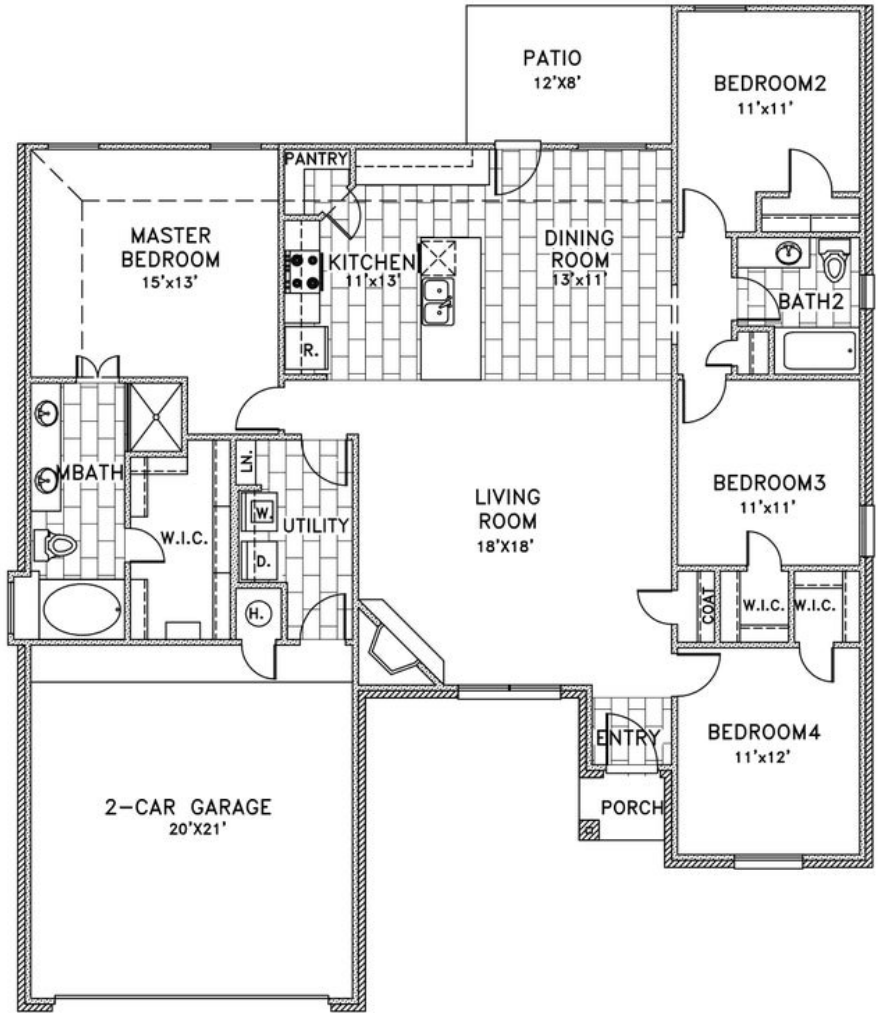 PATIO
12'X8'
BEDROOM2
11'x11'
PANTRY
MASTER
BEDROOM
15'x13'
KITCHEN
11'x13'
DINING
ROOM
13'x11'
BATH2
R.
MBATH
W.I.C.
LN.
W.
D.
UTILITY
H.
LIVING
ROOM
18'X18'
BEDROOM3
11'x11'
COAT
W.I.C.
W.I.C.
ENTRY
PORCH
BEDROOM4
11'x12'
2-CAR GARAGE
20'X21'